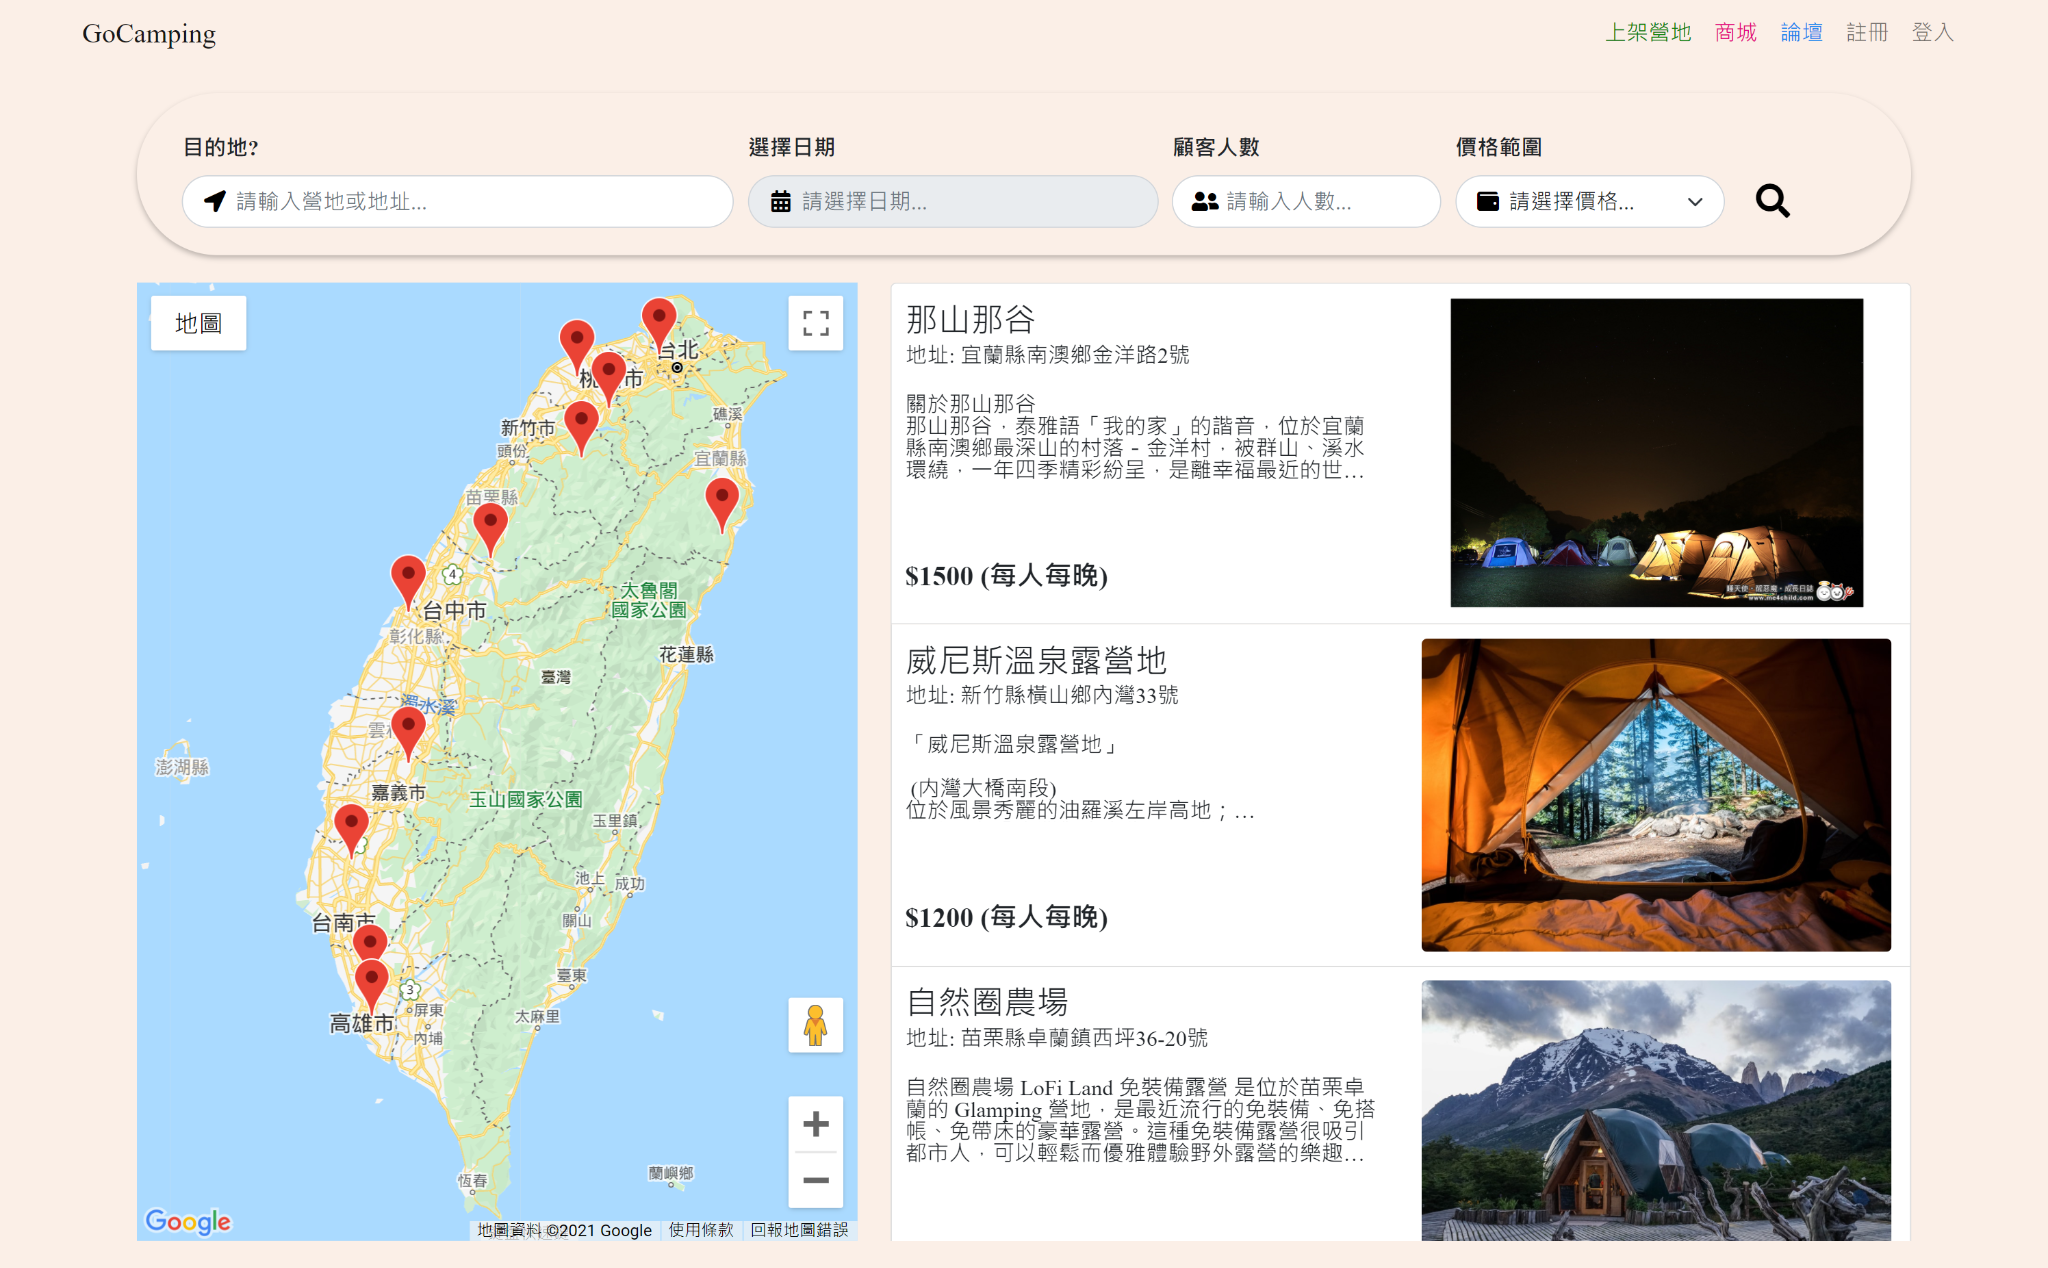 GoCamping
上架營地 商城 論壇 註冊 登入
目的地? 選擇日期 顧客人數 價格範圍
請輸入營地或地址... 請選擇日期... 請輸入人數... 請選擇價格...
地圖
台北
市
礁溪
新竹市
頭份
宜蘭縣
苗栗縣
4
太魯閣
國家公園
台中市
彰化縣
花蓮縣
臺灣
水溪
澎湖縣
嘉義市
玉山國家公園
玉里鎮
池上
成功
台南市
關山
臺東
3
屏東
太麻里
高雄市
內埔
蘭嶼鄉
恆春
Google
地圖資料 ©2021 Google 使用條款 回報地圖錯誤
那山那谷
地址: 宜蘭縣南澳鄉金洋路2號
關於那山那谷
那山那谷，泰雅語「我的家」的諧音，位於宜蘭
縣南澳鄉最深山的村落－金洋村，被群山、溪水
環繞，一年四季精彩紛呈，是離幸福最近的世...
$1500 (每人每晚)
www.me4child.com
威尼斯溫泉露營地
地址: 新竹縣橫山鄉內灣33號
「威尼斯溫泉露營地」
(内灣大橋南段)
位於風景秀麗的油羅溪左岸高地；...
$1200 (每人每晚)
自然圈農場
地址: 苗栗縣卓蘭鎮西坪36-20號
自然圈農場 LoFi Land 免裝備露營 是位於苗栗卓
蘭的 Glamping 營地，是最近流行的免裝備、免搭
帳、免帶床的豪華露營。這種免裝備露營很吸引
都市人，可以輕鬆而優雅體驗野外露營的樂趣...